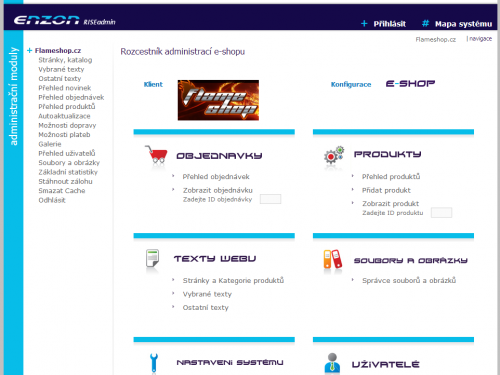 ENZON RISEadmin
+ Přihlásit
# Mapa systému
Flameshop.cz
navigace
administrační moduly
+ Flameshop.cz
Stránky, katalog
Vybrané texty
Ostatní texty
Přehled novinek
Přehled objednávek
Přehled produktů
Autoaktualizace
Možnosti dopravy
Možnosti plateb
Galerie
Přehled uživatelů
Soubory a obrázky
Základní statistiky
Stáhnout zálohu
Smazat Cache
Odhlásit
Rozcestník administrací e-shopu
Klient
Flame
shop
Konfigurace
E-SHOP
OBJEDNÁVKY
Přehled objednávek
Zobrazit objednávku
Zadejte ID objednávky
PRODUKTY
Přehled produktů
Přidat produkt
Zobrazit produkt
Zadejte ID produktu
TEXTY WEBU
Stránky a Kategorie produktů
Vybrané texty
Ostatní texty
SOUBORY A OBRÁZKY
Správce souborů a obrázků
NASTAVENÍ SYSTÉMU
UŽIVATELÉ